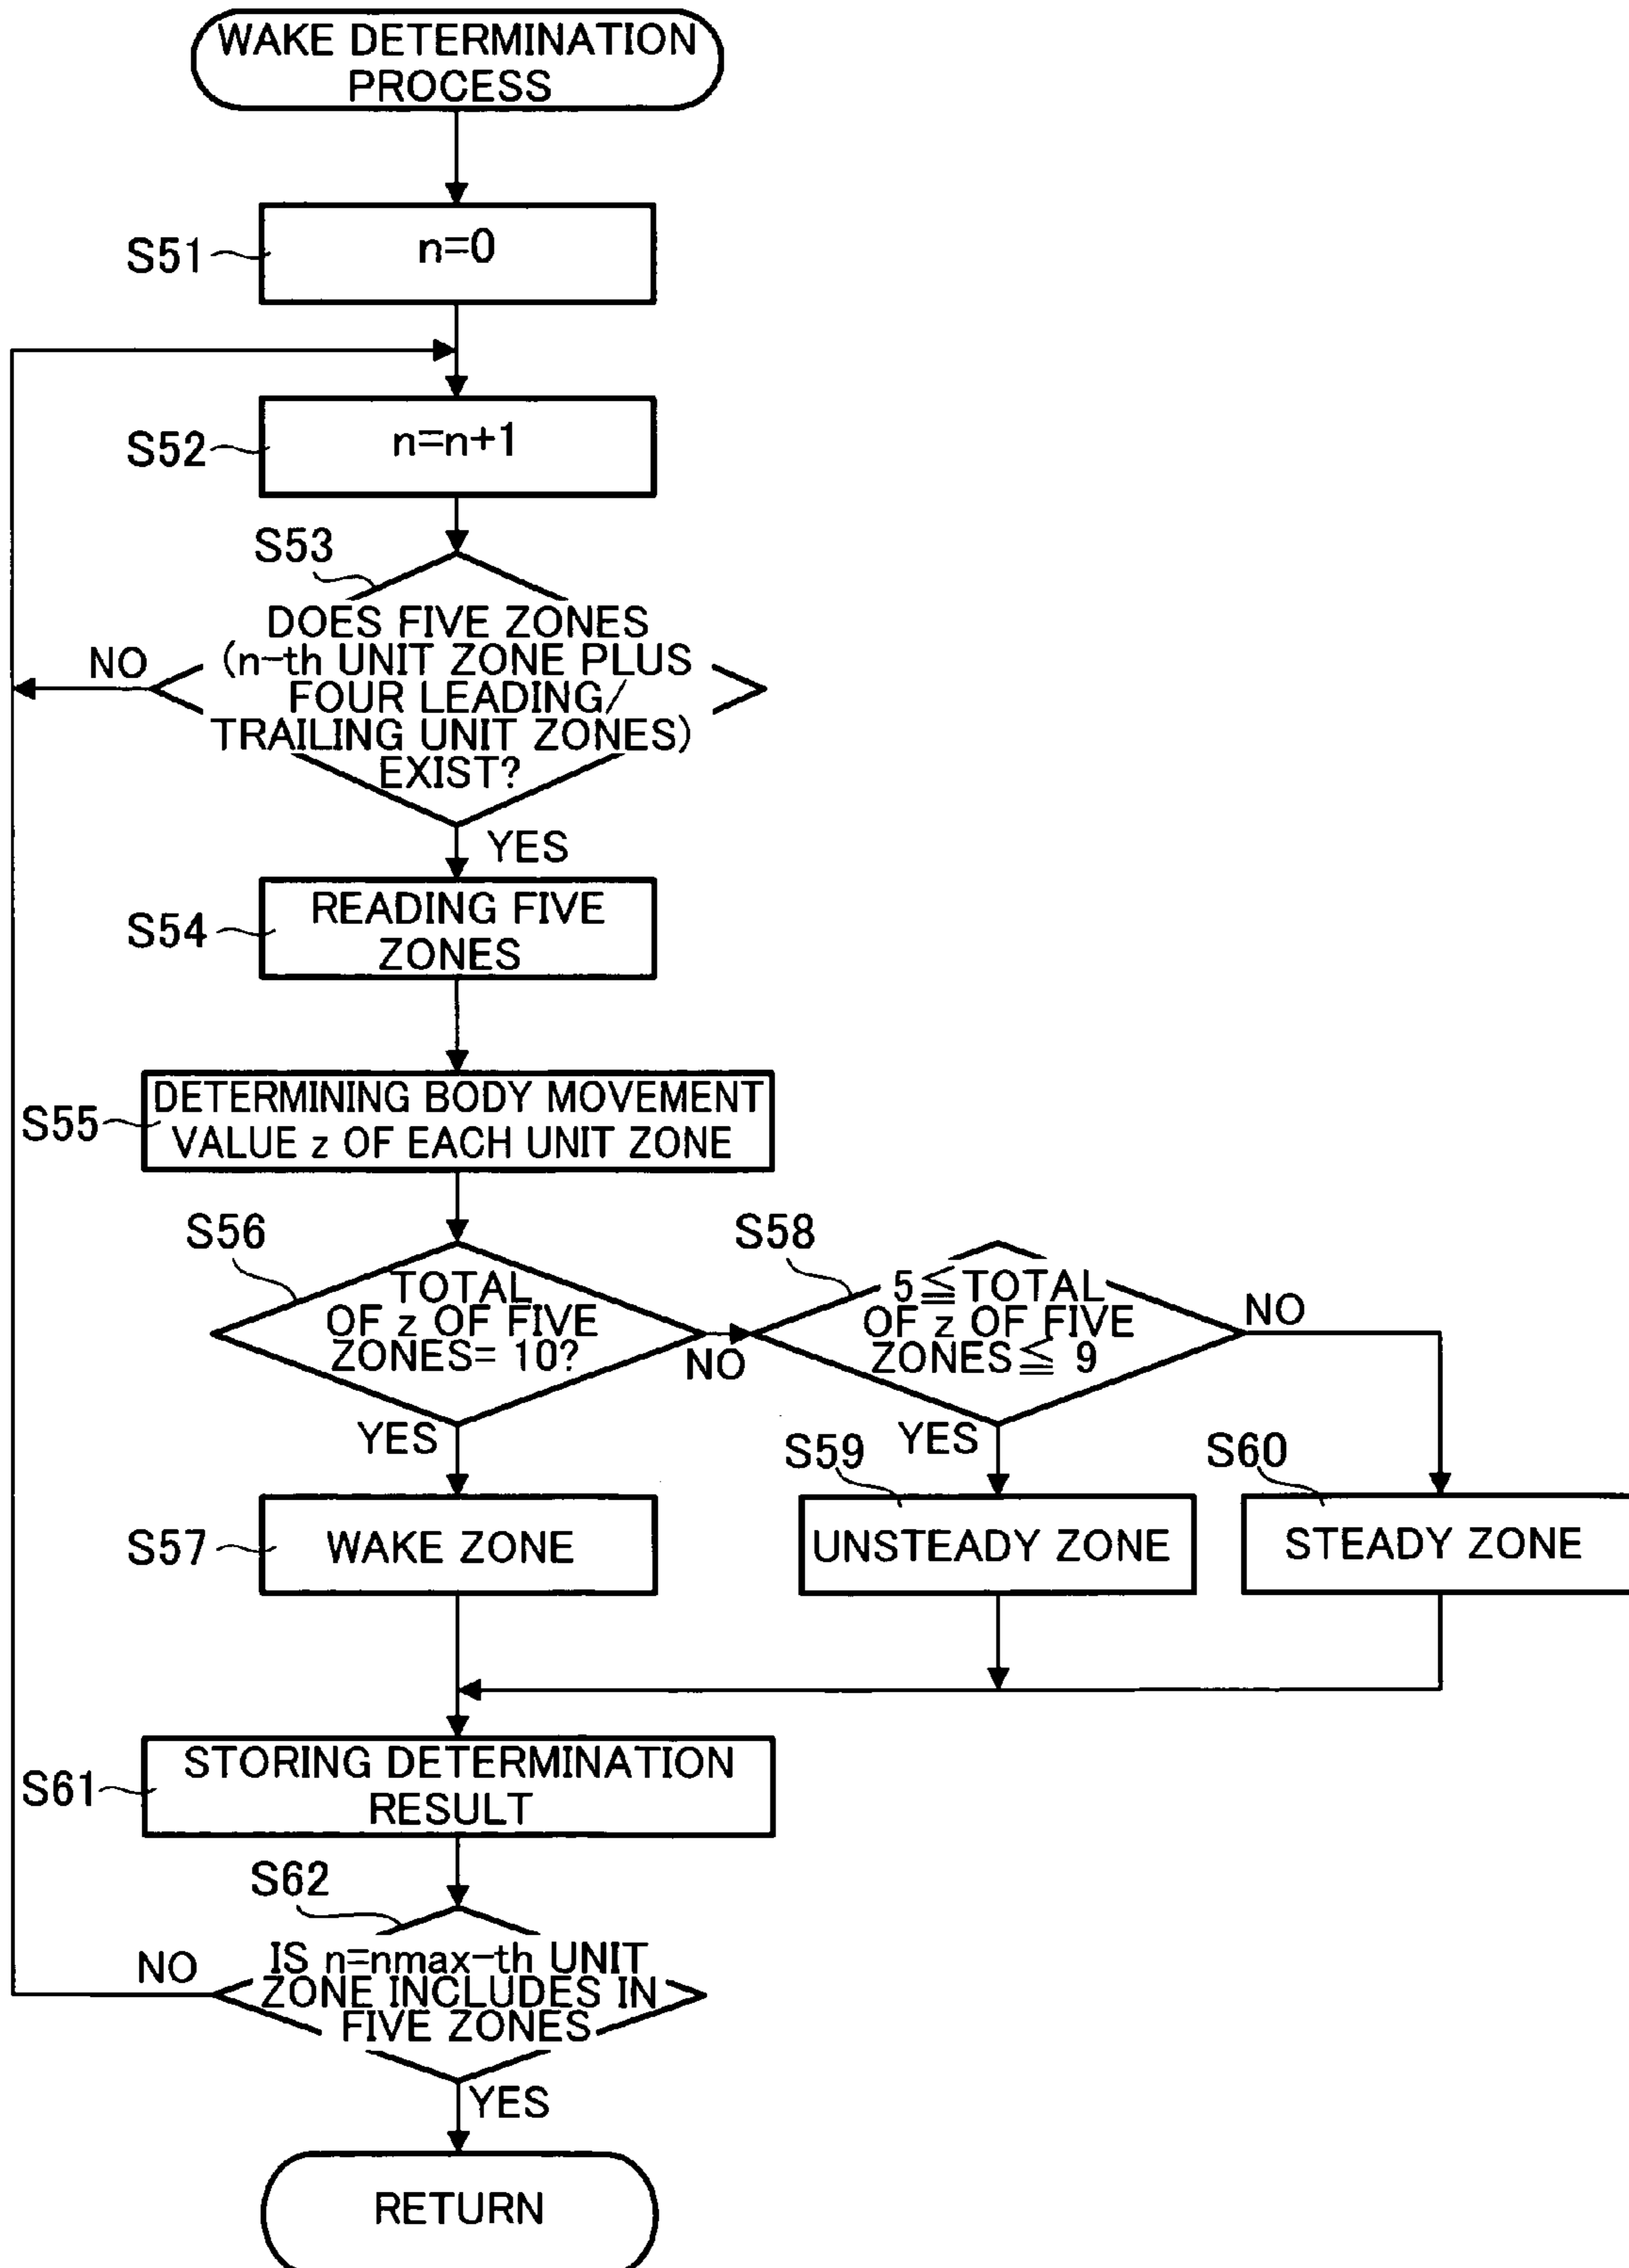 WAKE DETERMINATION
PROCESS
S51
n=0
S52
n=n+1
S53
DOES FIVE ZONES
(n-th UNIT ZONE PLUS
FOUR LEADING/
TRAILING UNIT ZONES)
EXIST?
NO
YES
S54
READING FIVE
ZONES
S55
DETERMINING BODY MOVEMENT
VALUE z OF EACH UNIT ZONE
S56
TOTAL
OF z OF FIVE
ZONES= 10?
NO
YES
S58
5≦TOTAL
OF z OF FIVE
ZONES≦ 9
NO
YES
S57
WAKE ZONE
S59
UNSTEADY ZONE
S60
STEADY ZONE
S61
STORING DETERMINATION
RESULT
S62
IS n=nmax-th UNIT
ZONE INCLUDES IN
FIVE ZONES
NO
YES
RETURN